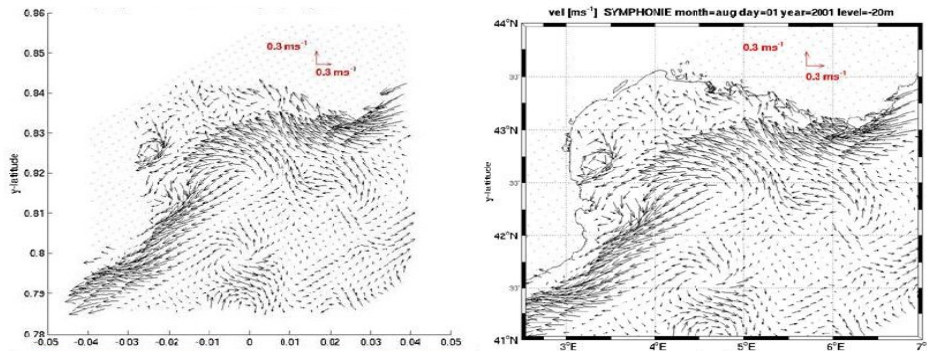 0.86
0.85
0.84
0.83
0.82
0.81
0.8
0.79
0.78
y-latitude
0.3 ms-1
0.3 ms-1
-0.05 -0.04 -0.03 -0.02 -0.01 0 0.01 0.02 0.03 0.04 0.05
vel [ms-1] SYMPHONIE month=aug day=01 year=2001 level=-20m
44°N
30'
43°N
30'
42°N
30'
41°N
y-latitude
0.3 ms-1
0.3 ms-1
3°E 4°E 5°E 6°E 7°